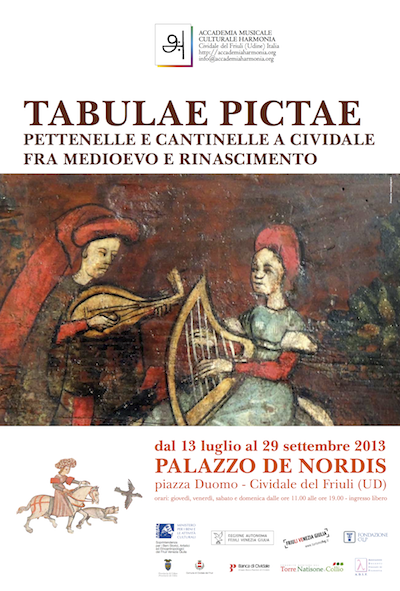 ACCADEMIA MUSICALE
CULTURALE HARMONIA
Cividale del Friuli (Udine) Italia
http://accademiaharmonia.org
info@accademiaharmonia.org
TABULAE PICTAE
PETTENELLE E CANTINELLE A CIVIDALE
FRA MEDIOEVO E RINASCIMENTO
dal 13 luglio al 29 settembre 2013
PALAZZO DE NORDIS
piazza Duomo - Cividale del Friuli (UD)
orari: giovedì, venerdì, sabato e domenica dalle ore 11.00 alle ore 19.00 - ingresso libero
REGIONE AUTONOMA
FRIULI VENEZIA GIULIA
FRIULI VENEZIA GIULIA
FONDAZIONE
Banca di Cividale
Torre Natisone Collio